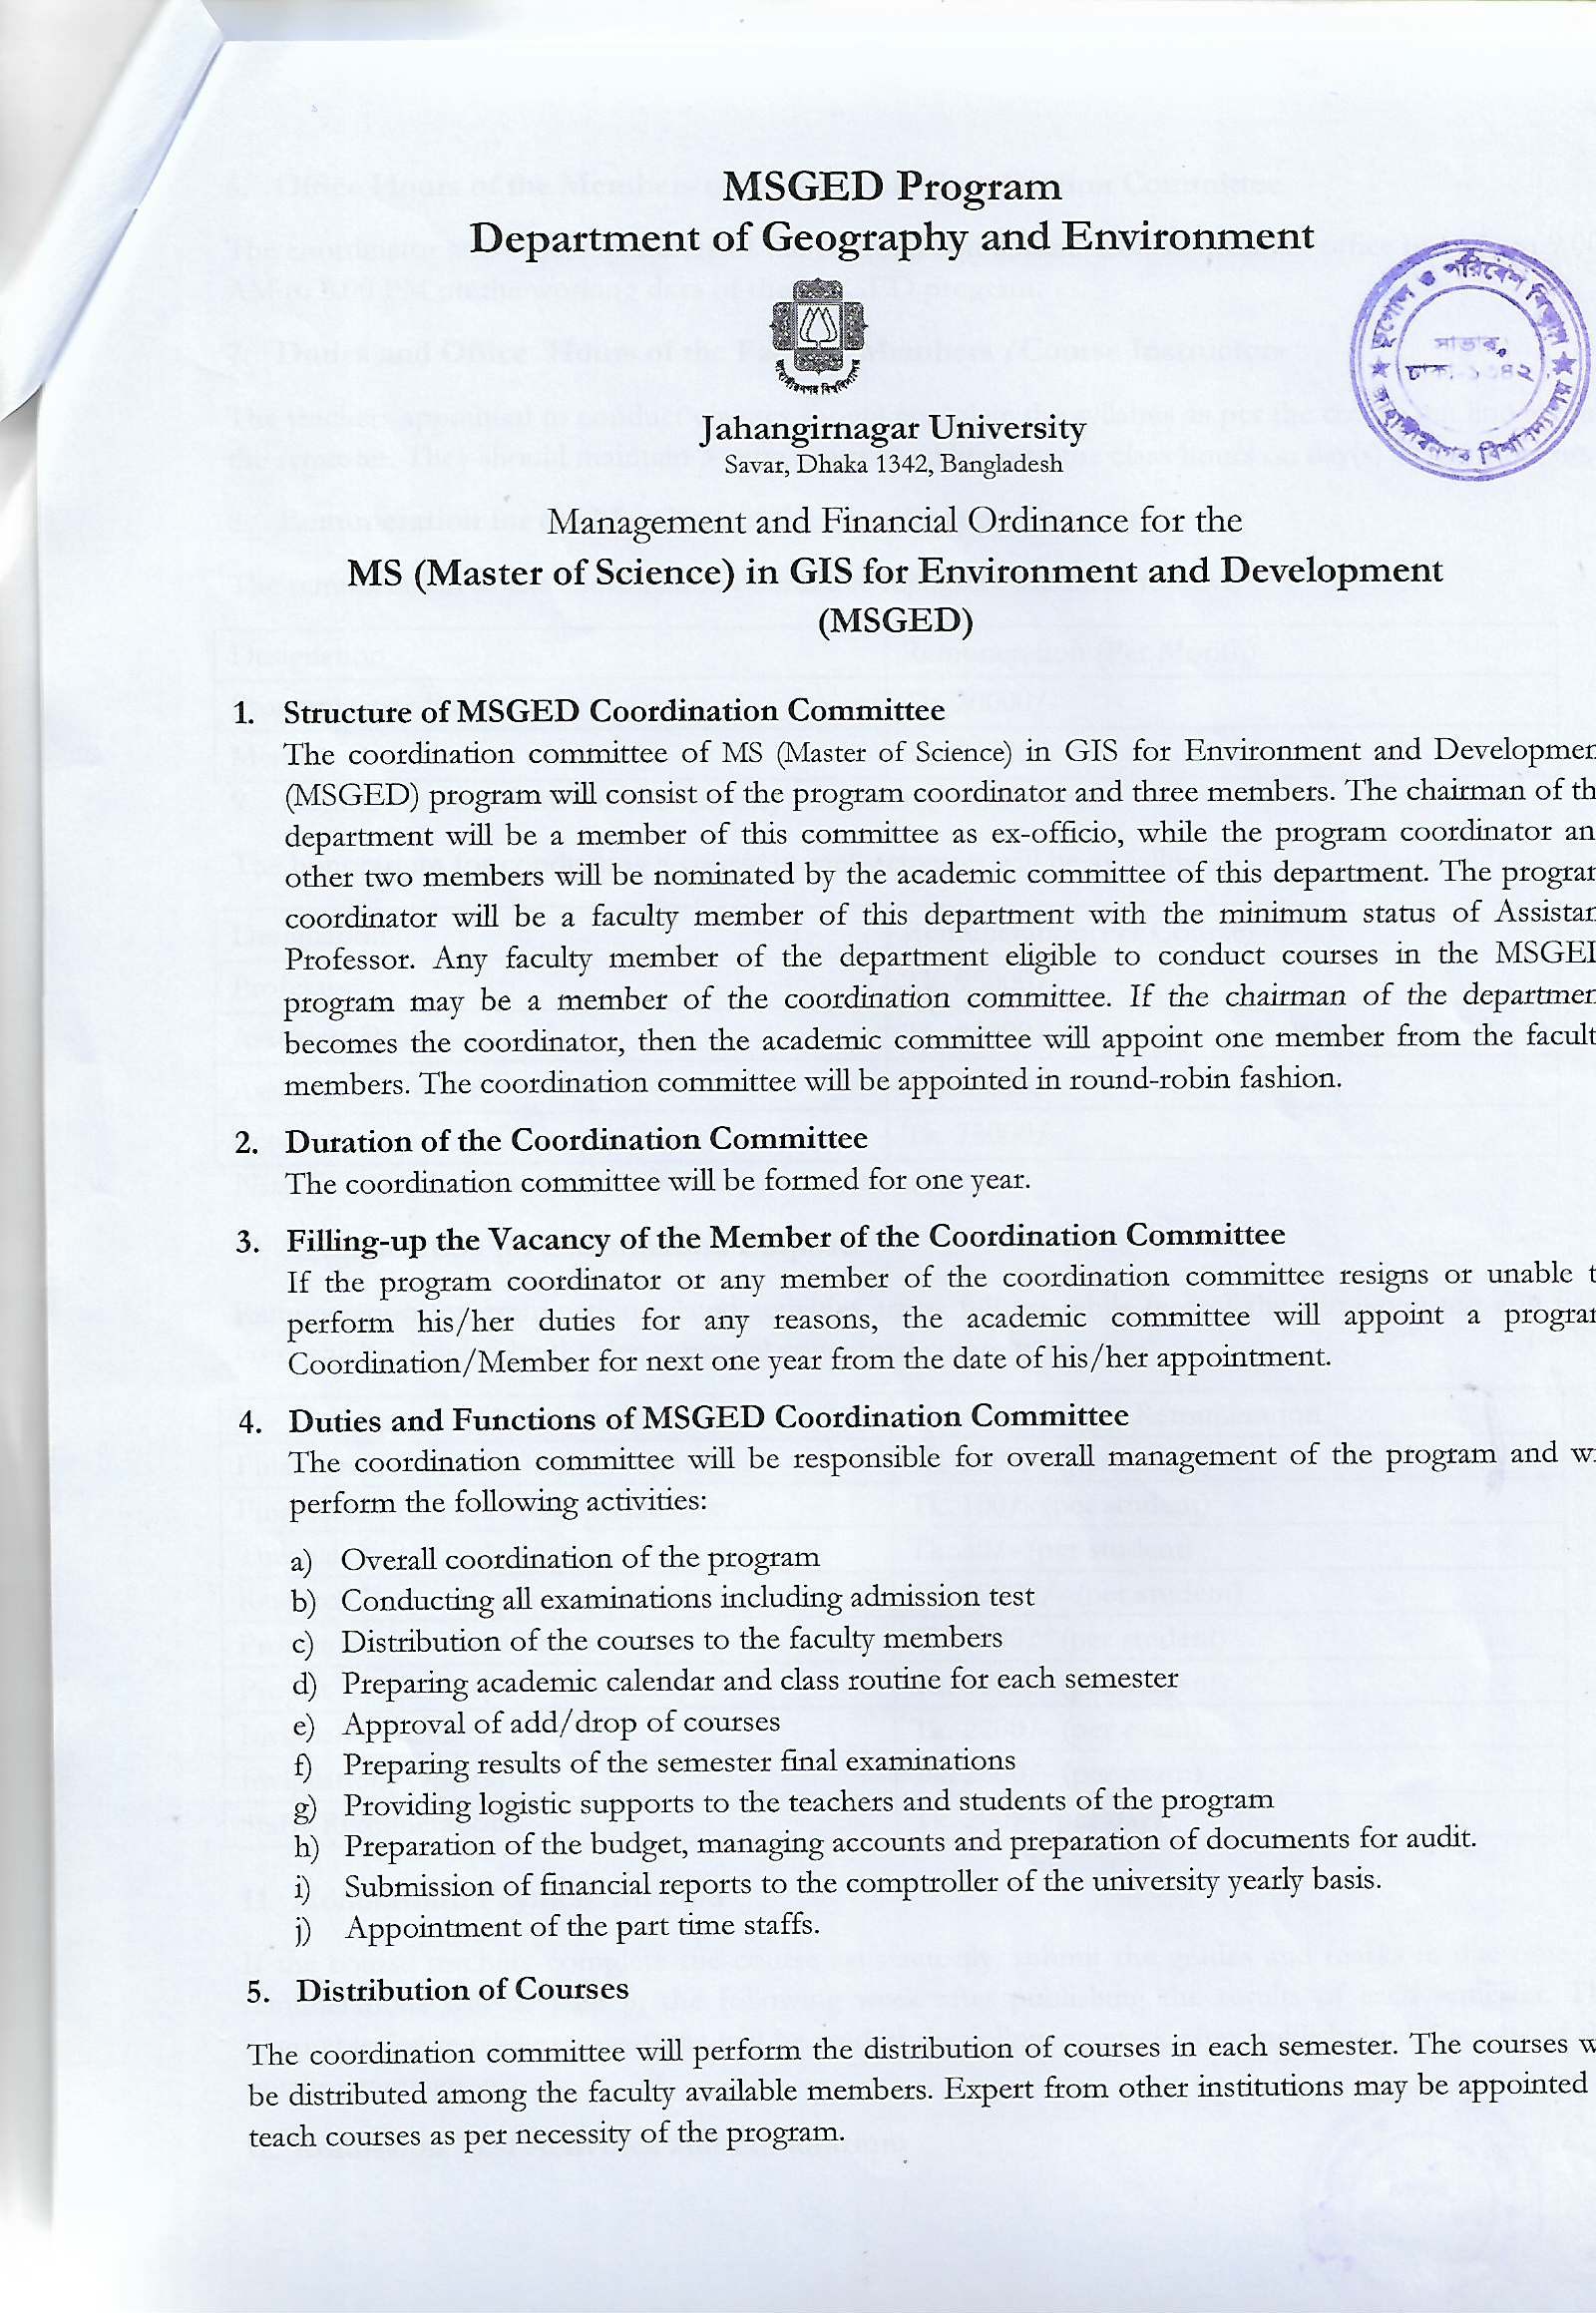 MSGED Program
Department of Geography and Environment
জাহাঙ্গীরনগর বিশ্ববিদ্যালয়
ভূগোল ও পরিবেশ বিভাগ
সাভার,
ঢাকা-১৩৪২
জাহাঙ্গীরনগর বিশ্ববিদ্যালয়
Jahangirnagar University
Savar, Dhaka 1342, Bangladesh
Management and Financial Ordinance for the
MS (Master of Science) in GIS for Environment and Development
(MSGED)
1. Structure of MSGED Coordination Committee
The coordination committee of MS (Master of Science) in GIS for Environment and Developmen
(MSGED) program will consist of the program coordinator and three members. The chairman of th
department will be a member of this committee as ex-officio, while the program coordinator an
other two members will be nominated by the academic committee of this department. The progra
coordinator will be a faculty member of this department with the minimum status of Assistan
Professor. Any faculty member of the department eligible to conduct courses in the MSGE
program may be a member of the coordination committee. If the chairman of the departmen
becomes the coordinator, then the academic committee will appoint one member from the facult
members. The coordination committee will be appointed in round-robin fashion.
2. Duration of the Coordination Committee
The coordination committee will be formed for one year.
3. Filling-up the Vacancy of the Member of the Coordination Committee
If the program coordinator or any member of the coordination committee resigns or unable t
perform his/her duties for any reasons, the academic committee will appoint a progra
Coordination/Member for next one year from the date of his/her appointment.
4. Duties and Functions of MSGED Coordination Committee
The coordination committee will be responsible for overall management of the program and w
perform the following activities:
a) Overall coordination of the program
b) Conducting all examinations including admission test
c) Distribution of the courses to the faculty members
d) Preparing academic calendar and class routine for each semester
e) Approval of add/drop of courses
f) Preparing results of the semester final examinations
g) Providing logistic supports to the teachers and students of the program
h) Preparation of the budget, managing accounts and preparation of documents for audit.
i) Submission of financial reports to the comptroller of the university yearly basis.
j) Appointment of the part time staffs.
5. Distribution of Courses
The coordination committee will perform the distribution of courses in each semester. The courses w
be distributed among the faculty available members. Expert from other institutions may be appointed
teach courses as per necessity of the program.